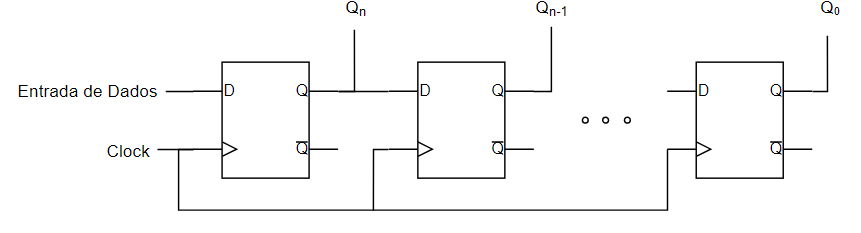 Qn Qn-1 Q0
Entrada de Dados D Q D Q D Q
Clock Q̅ Q̅ Q̅